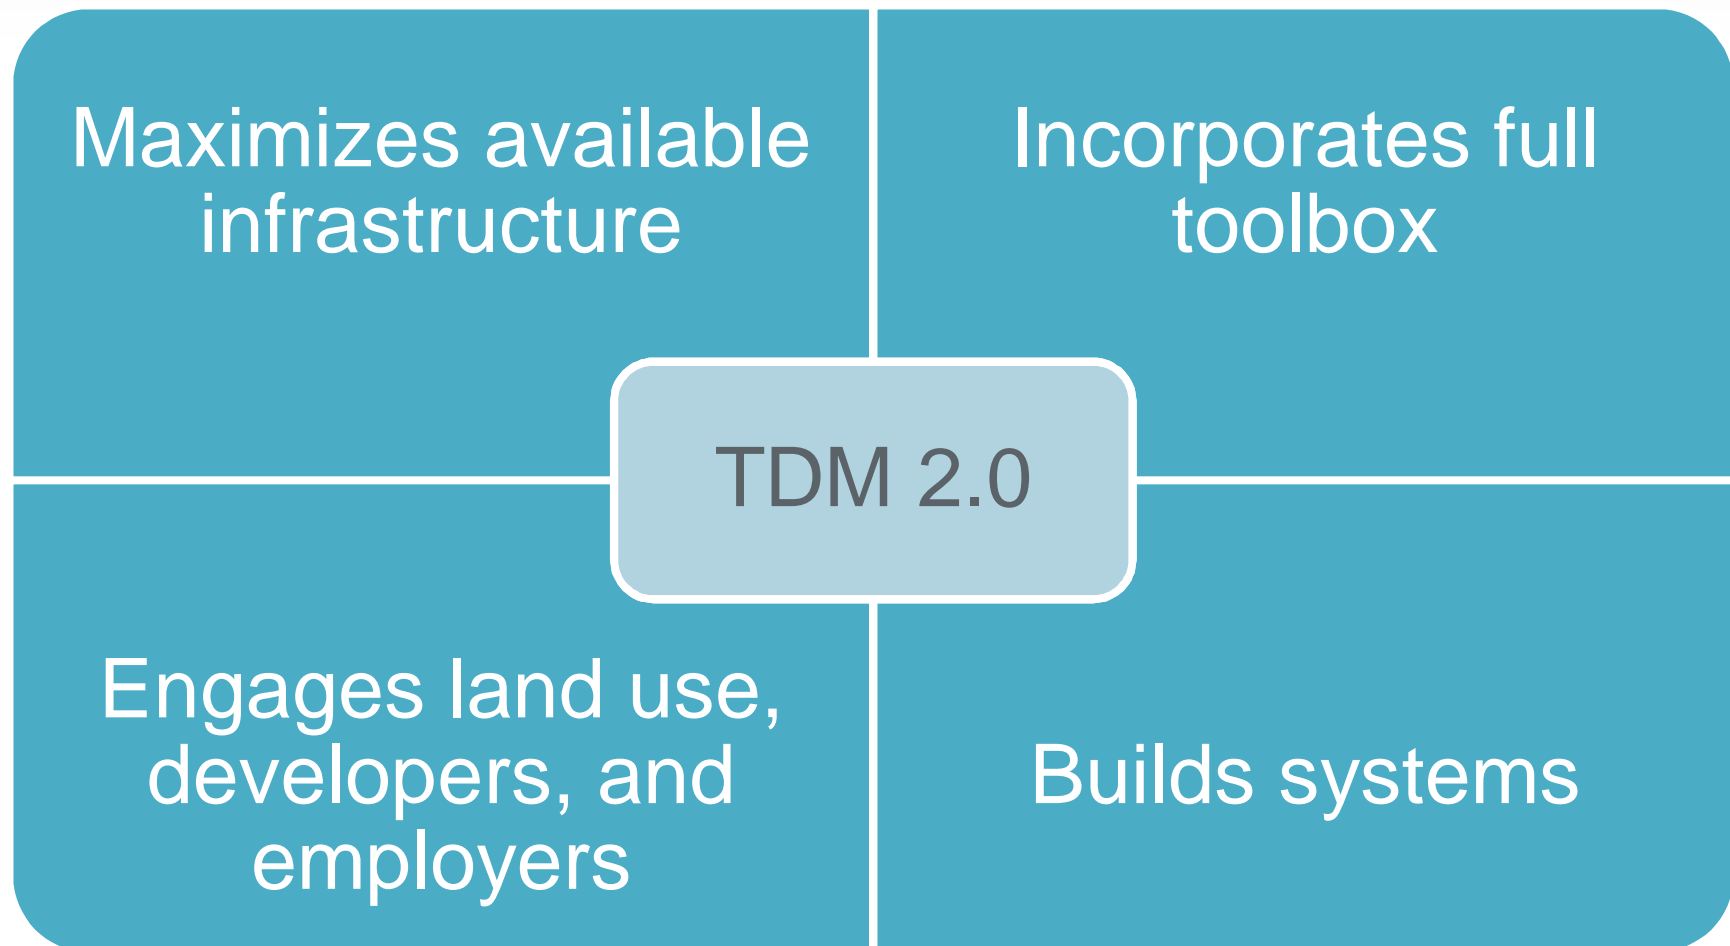 Maximizes available
infrastructure
Incorporates full
toolbox
TDM 2.0
Engages land use,
developers, and
employers
Builds systems